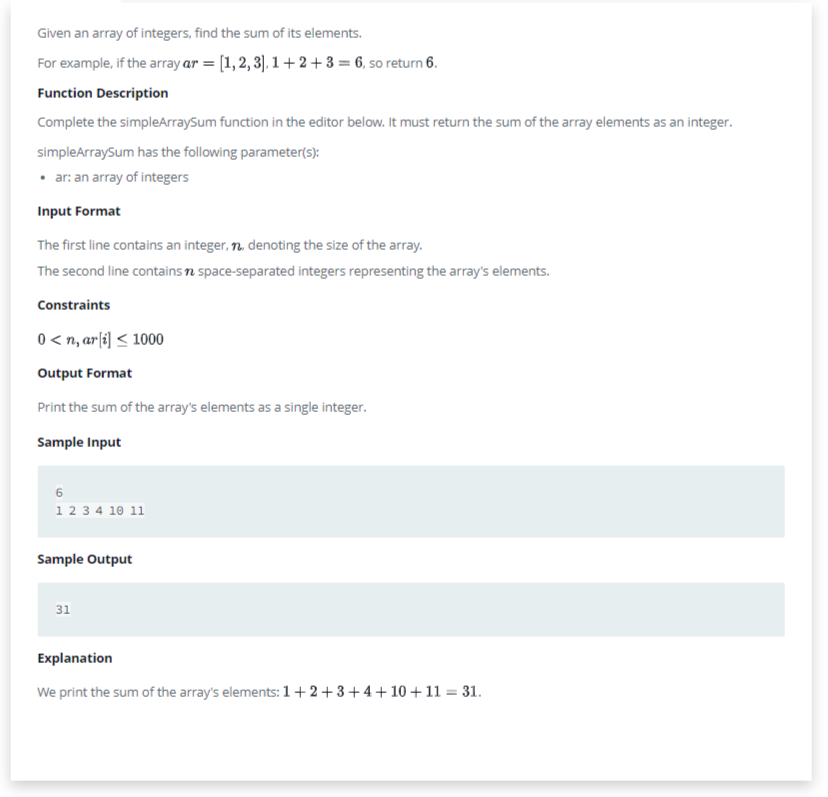 Given an array of integers, find the sum of its elements.
For example, if the array ar = [1, 2, 3], 1 + 2 + 3 = 6, so return 6.
Function Description
Complete the simpleArraySum function in the editor below. It must return the sum of the array elements as an integer.
simpleArraySum has the following parameter(s):
• ar: an array of integers
Input Format
The first line contains an integer, n, denoting the size of the array.
The second line contains n space-separated integers representing the array's elements.
Constraints
0 < n, ar[i] ≤ 1000
Output Format
Print the sum of the array's elements as a single integer.
Sample Input
6
1 2 3 4 10 11
Sample Output
31
Explanation
We print the sum of the array's elements: 1 + 2 + 3 + 4 + 10 + 11 = 31.